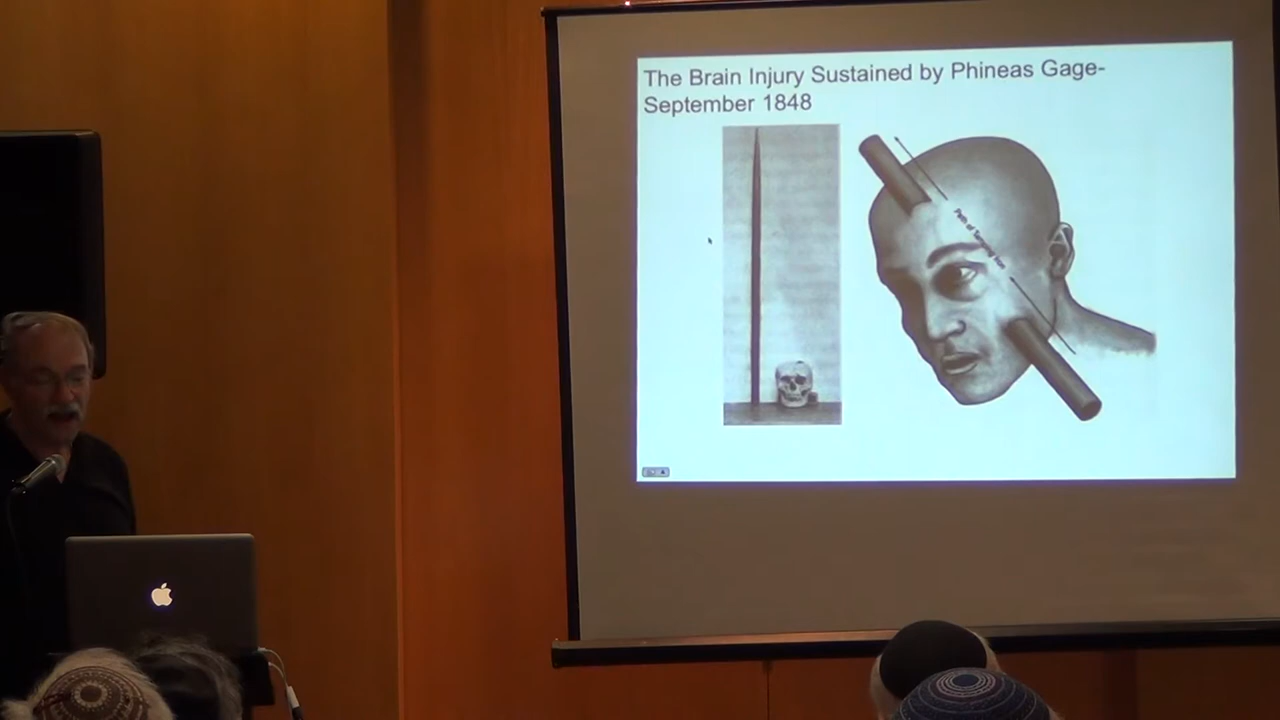 The Brain Injury Sustained by Phineas Gage-
September 1848